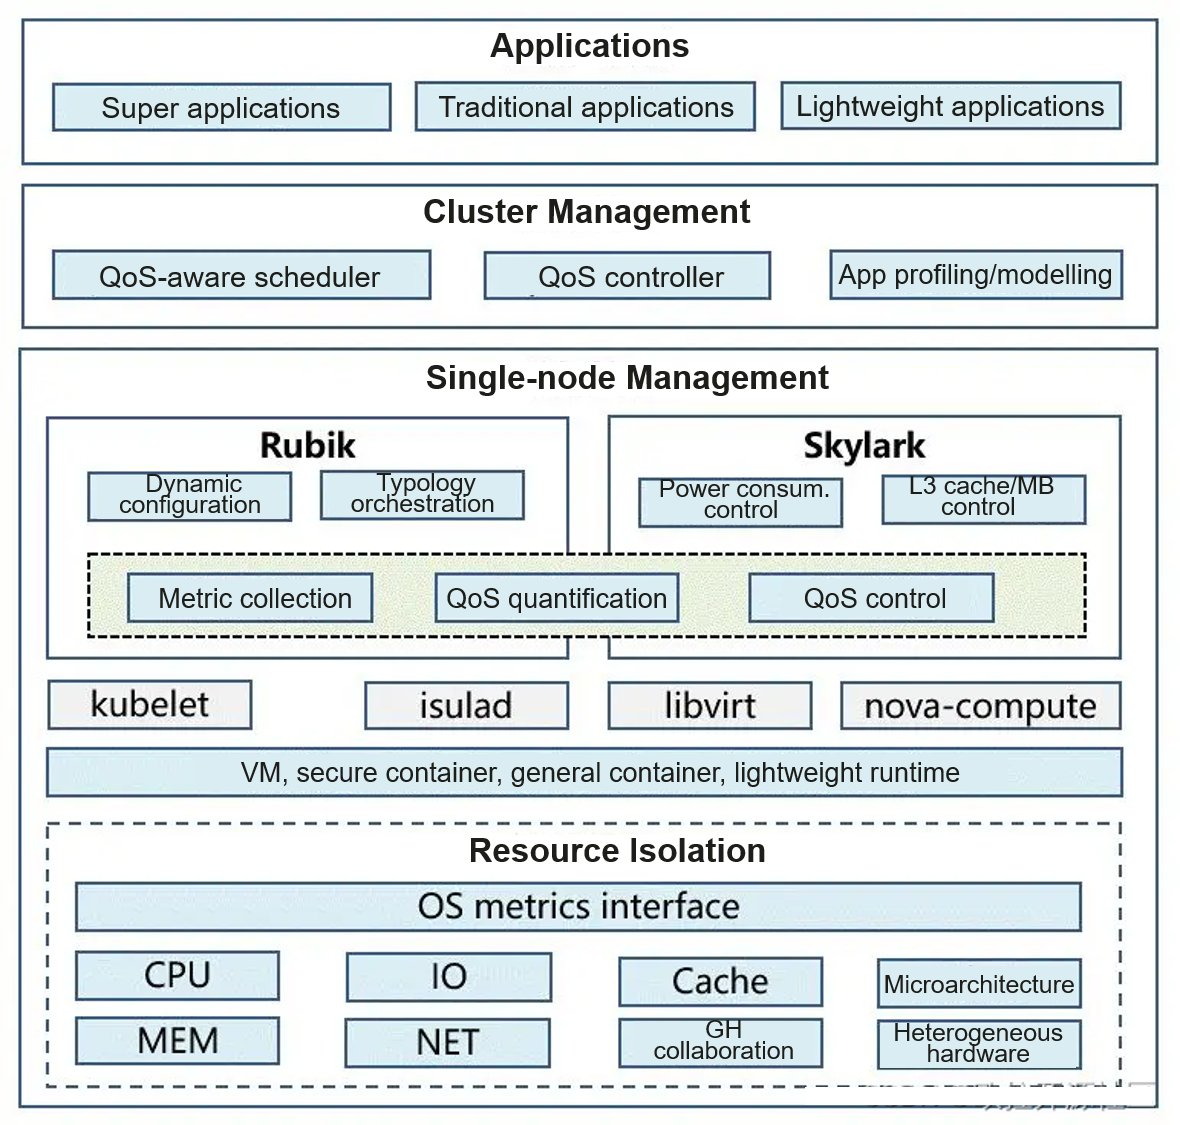 Applications
Super applications
Traditional applications
Lightweight applications
Cluster Management
QoS-aware scheduler
QoS controller
App profiling/modelling
Single-node Management
Rubik
Skylark
Dynamic
configuration
Typology
orchestration
Power consum.
control
L3 cache/MB
control
Metric collection
QoS quantification
QoS control
kubelet
isulad
libvirt
nova-compute
VM, secure container, general container, lightweight runtime
Resource Isolation
OS metrics interface
CPU
IO
Cache
Microarchitecture
MEM
NET
GH
collaboration
Heterogeneous
hardware